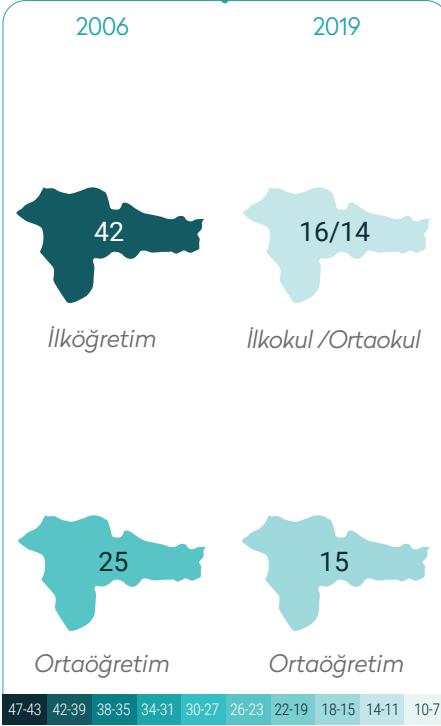 2006 2019
42 16/14
İlköğretim İlkokul /Ortaokul
25 15
Ortaöğretim Ortaöğretim
47-43 42-39 38-35 34-31 30-27 26-23 22-19 18-15 14-11 10-7